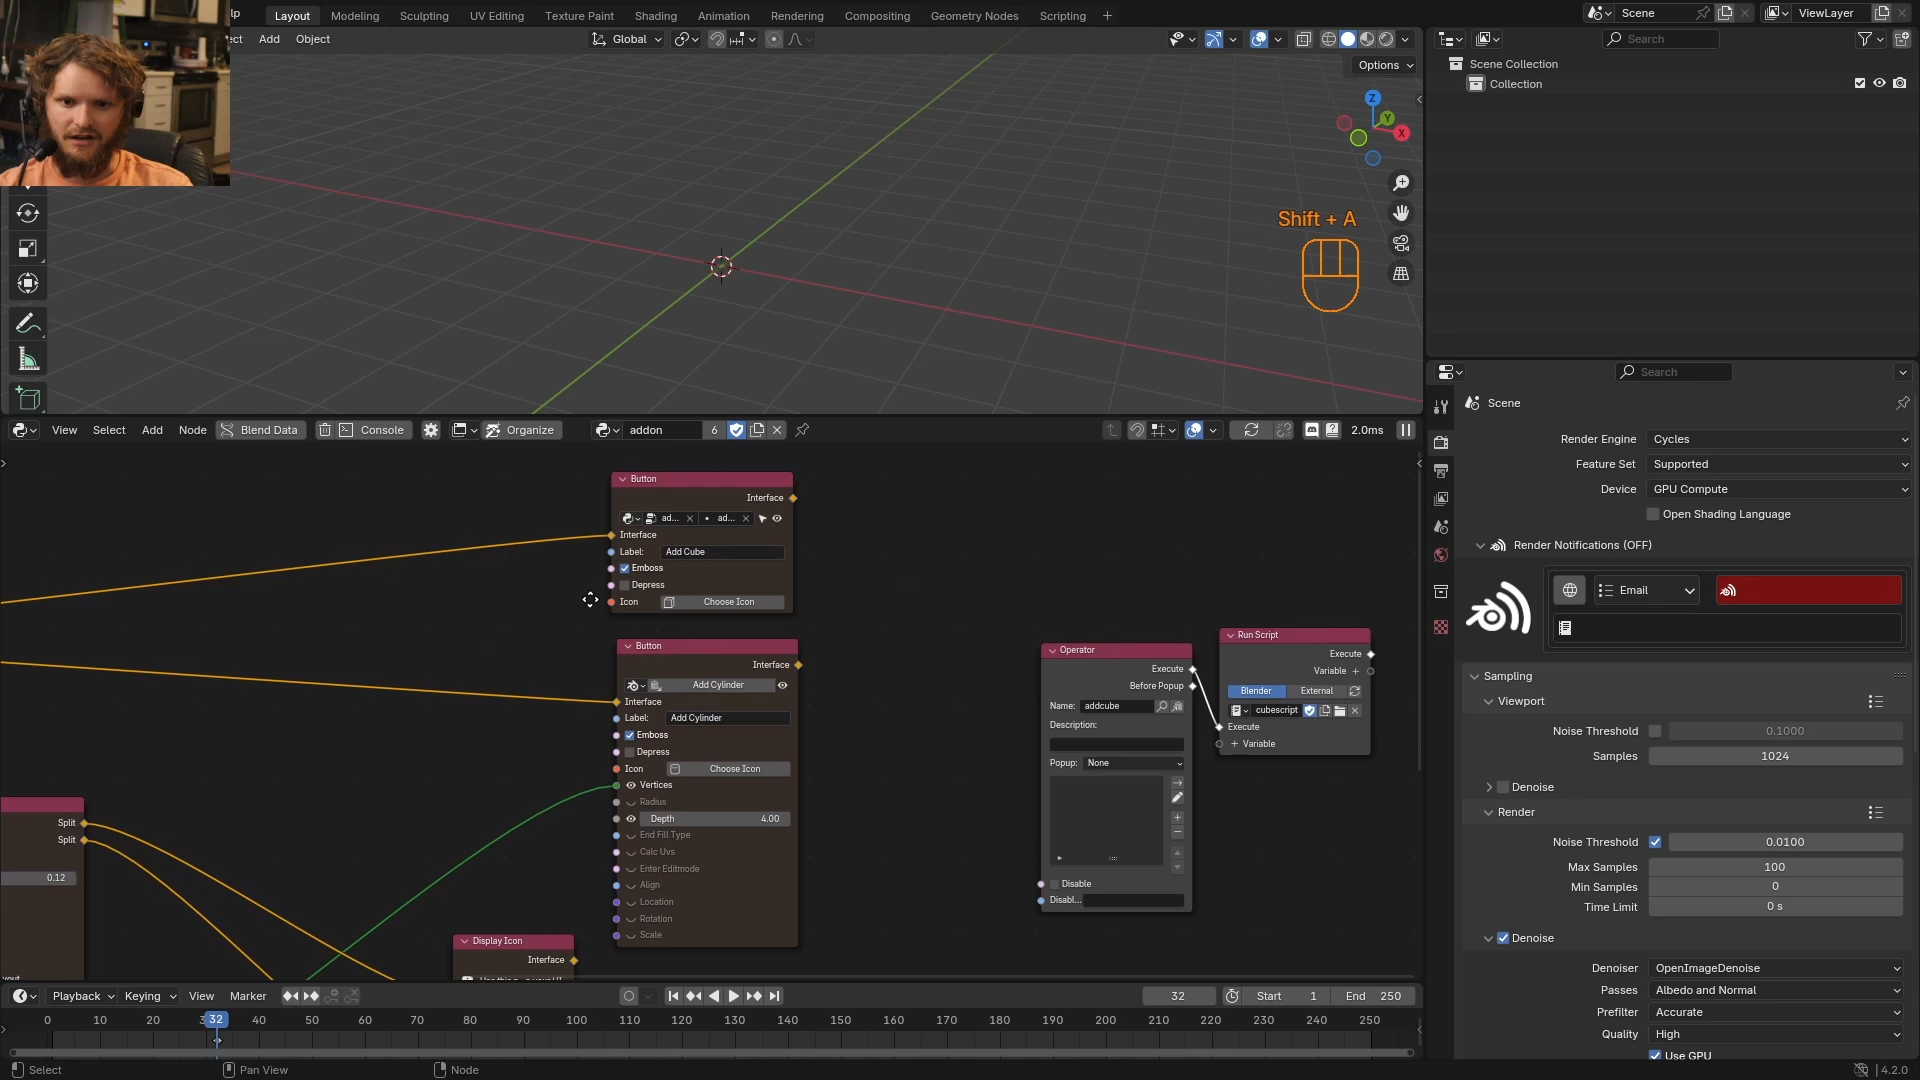 lp
Layout
Modeling
Sculpting
UV Editing
Texture Paint
Shading
Animation
Rendering
Compositing
Geometry Nodes
Scripting
+
Scene
ViewLayer
ect
Add
Object
Global
Search
Options
Scene Collection
Collection
Z
Y
X
Shift + A
Search
Scene
View
Select
Add
Node
Blend Data
Console
Organize
addon
6
2.0ms
Render Engine
Cycles
Feature Set
Supported
Device
GPU Compute
Open Shading Language
Render Notifications (OFF)
Email
Sampling
Viewport
Noise Threshold
0.1000
Samples
1024
Denoise
Render
Noise Threshold
0.0100
Max Samples
100
Min Samples
0
Time Limit
0 s
Denoise
Denoiser
OpenImageDenoise
Passes
Albedo and Normal
Prefilter
Accurate
Quality
High
Use GPU
Button
Interface
ad...
ad...
Interface
Label:
Add Cube
Emboss
Depress
Icon
Choose Icon
Button
Interface
Add Cylinder
Interface
Label:
Add Cylinder
Emboss
Depress
Icon
Choose Icon
Vertices
Radius
Depth
4.00
End Fill Type
Calc Uvs
Enter Editmode
Align
Location
Rotation
Scale
Operator
Execute
Before Popup
Name:
addcube
Description:
Popup:
None
Disable
Disabl...
Run Script
Execute
Variable
Blender
External
cubescript
Execute
Variable
Split
Split
0.12
Display Icon
Interface
Playback
Keying
View
Marker
32
Start
1
End
250
0
10
20
32
40
50
60
70
80
90
100
110
120
130
140
150
160
170
180
190
200
210
220
230
240
250
Select
Pan View
Node
4.2.0